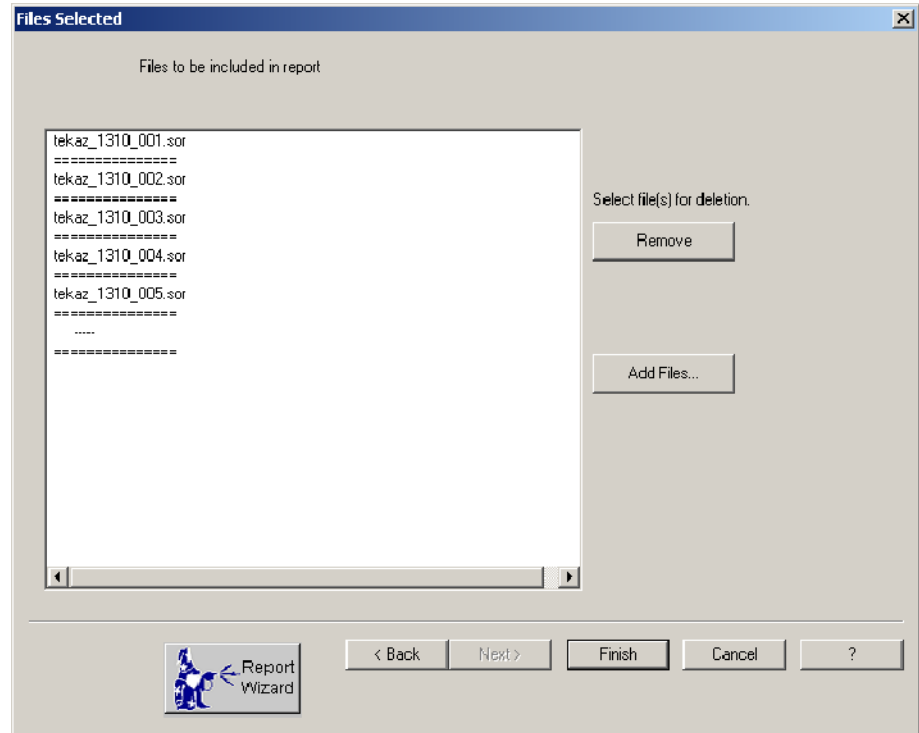 Files Selected
Files to be included in report
tekaz_1310_001.sor
===============
tekaz_1310_002.sor
===============
tekaz_1310_003.sor
===============
tekaz_1310_004.sor
===============
tekaz_1310_005.sor
===============
-----
===============
Select file(s) for deletion.
Remove
Add Files...
Report
Wizard
< Back
Next >
Finish
Cancel
?